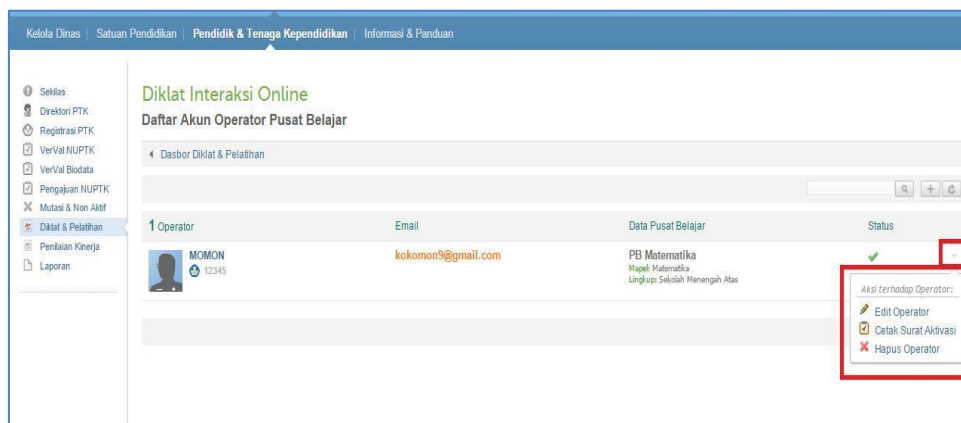 Kelola Dinas | Satuan Pendidikan | Pendidik & Tenaga Kependidikan | Informasi & Panduan
Sekilas
Direktori PTK
Registrasi PTK
VerVal NUPTK
VerVal Biodata
Pengajuan NUPTK
Mutasi & Non Aktif
Diklat & Pelatihan
Penilaian Kinerja
Laporan
Diklat Interaksi Online
Daftar Akun Operator Pusat Belajar
Dasbor Diklat & Pelatihan
1 Operator Email Data Pusat Belajar Status
MOMON kokomon9@gmail.com PB Matematika
12345 Mapel: Matematika
Lingkup: Sekolah Menengah Atas
Aksi terhadap Operator:
Edit Operator
Cetak Surat Aktivasi
Hapus Operator